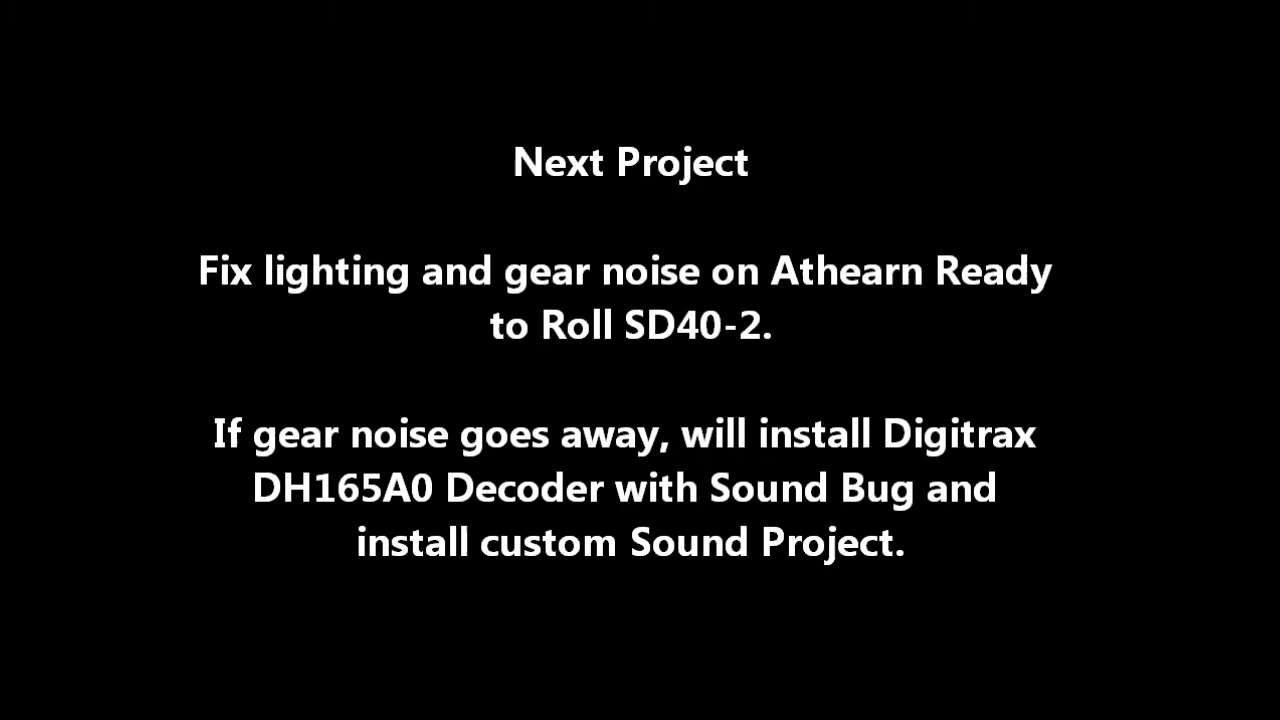 Next Project
Fix lighting and gear noise on Athearn Ready
to Roll SD40-2.
If gear noise goes away, will install Digitrax
DH165A0 Decoder with Sound Bug and
install custom Sound Project.